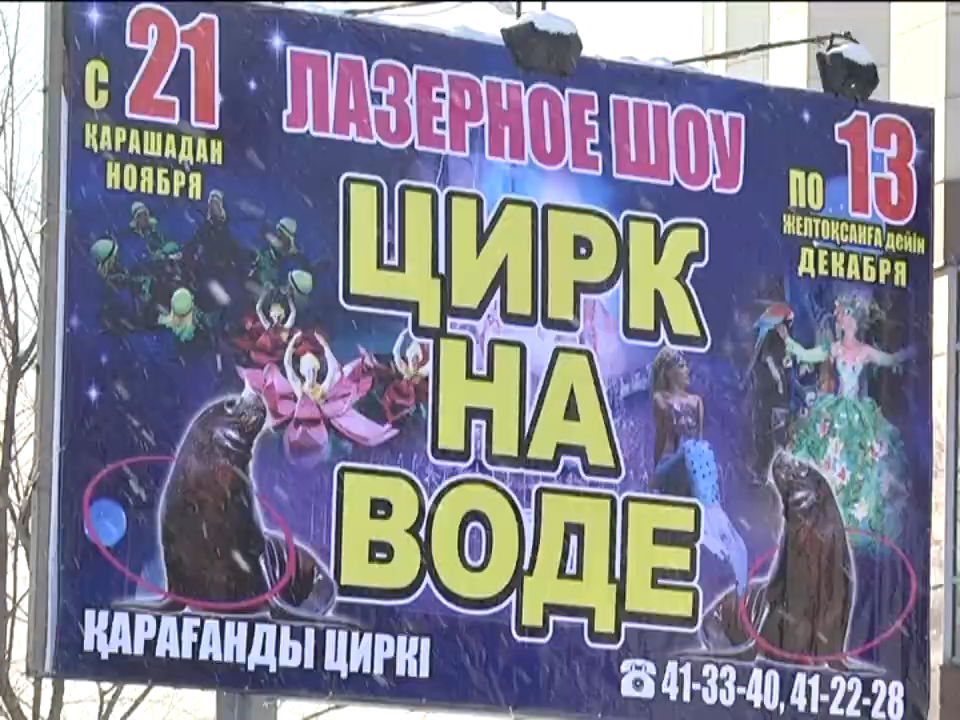 С 21
ҚАРАШАДАН
НОЯБРЯ
ЛАЗЕРНОЕ ШОУ
ПО 13
ЖЕЛТОҚСАНҒА дейін
ДЕКАБРЯ
ЦИРК
НА
ВОДЕ
ҚАРАҒАНДЫ ЦИРКІ
☎41-33-40, 41-22-28